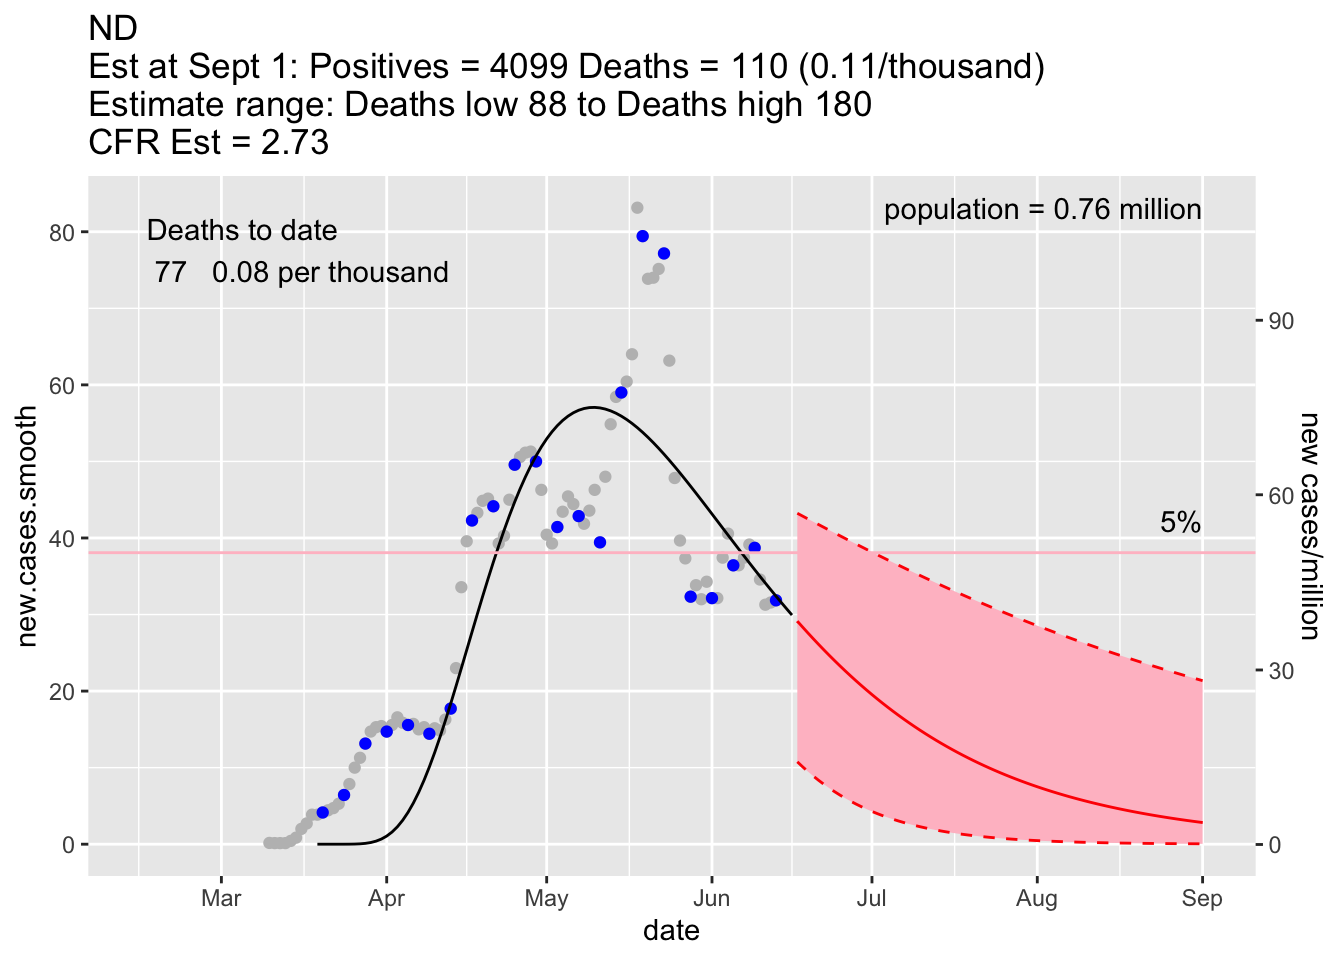 ND
Est at Sept 1: Positives = 4099 Deaths = 110 (0.11/thousand)
Estimate range: Deaths low 88 to Deaths high 180
CFR Est = 2.73
Deaths to date
77 0.08 per thousand
population = 0.76 million
5%
80
60
40
20
0
new.cases.smooth
90
60
30
0
new cases/million
Mar Apr May Jun Jul Aug Sep
date